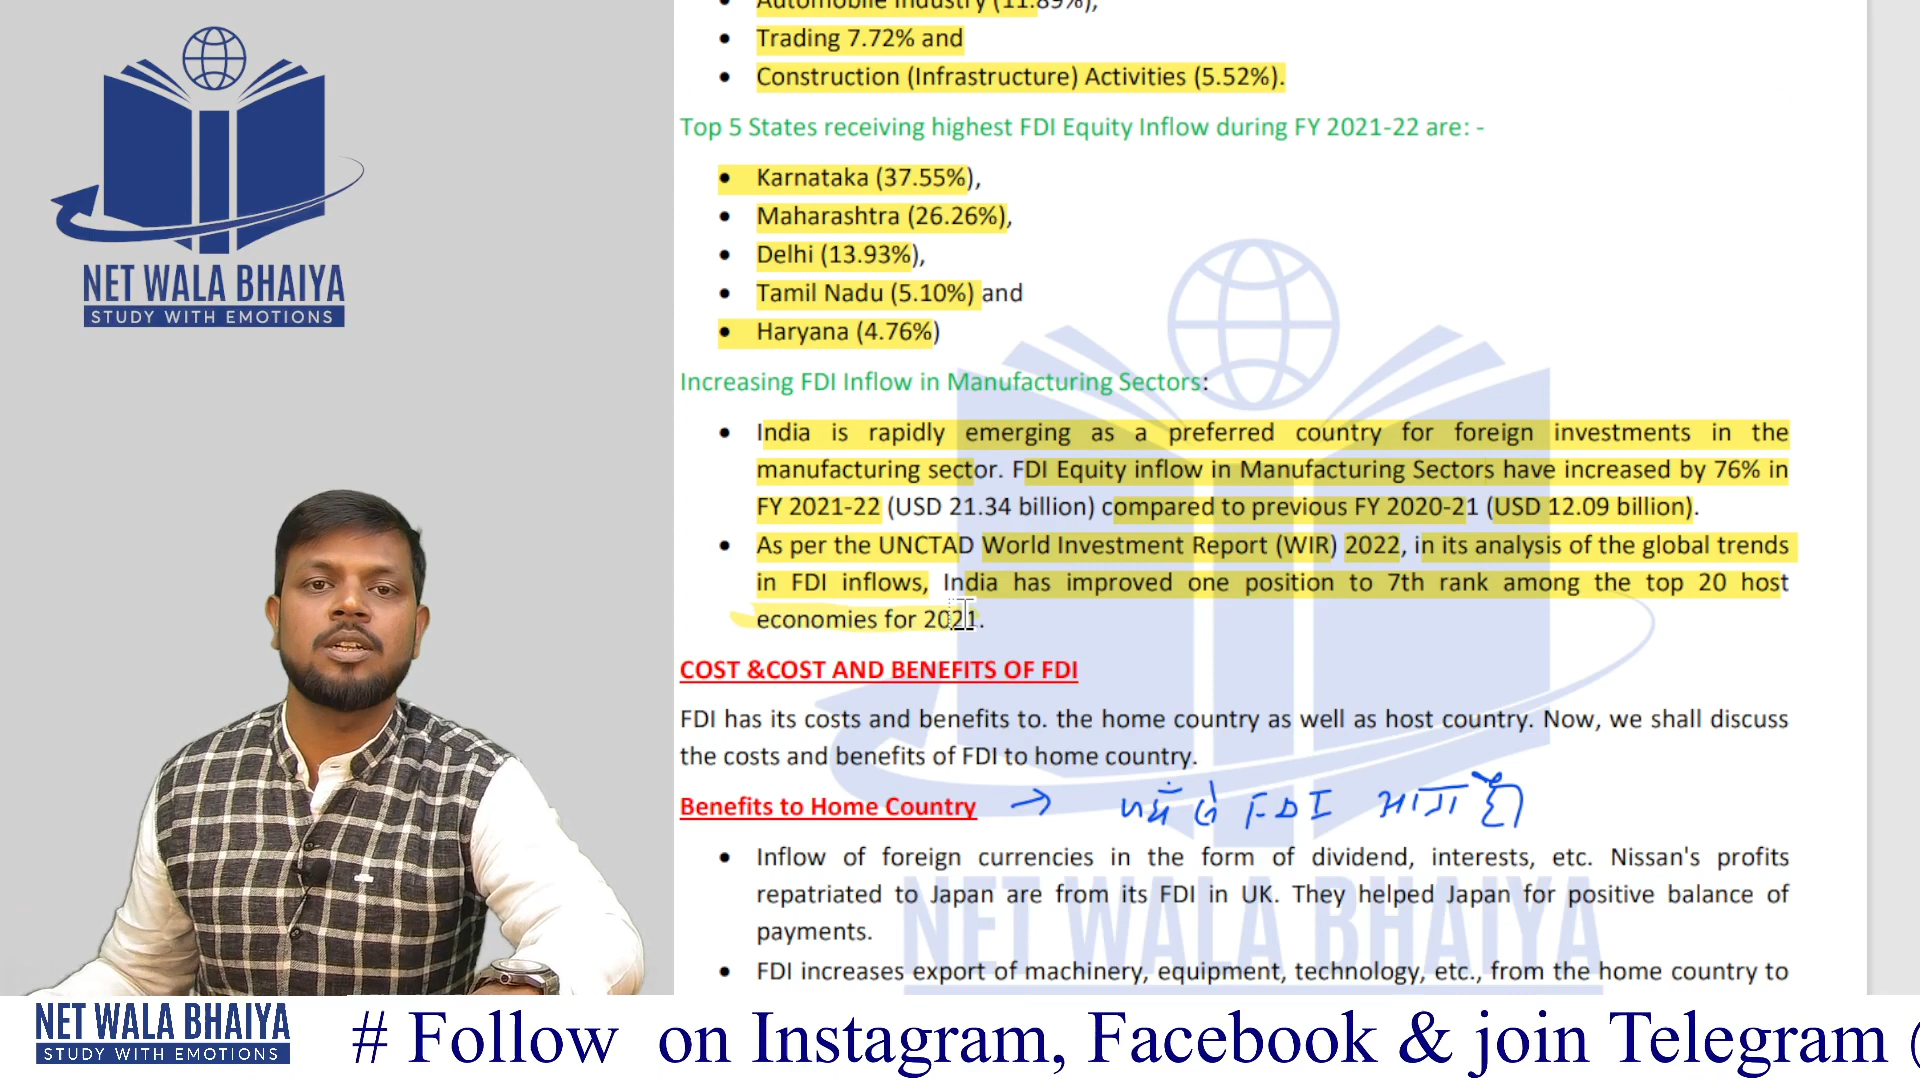 NET WALA BHAIYA
STUDY WITH EMOTIONS
• Automobile Industry (11.89%),
• Trading 7.72% and
• Construction (Infrastructure) Activities (5.52%).
Top 5 States receiving highest FDI Equity Inflow during FY 2021-22 are: -
• Karnataka (37.55%),
• Maharashtra (26.26%),
• Delhi (13.93%),
• Tamil Nadu (5.10%) and
• Haryana (4.76%)
Increasing FDI Inflow in Manufacturing Sectors:
• India is rapidly emerging as a preferred country for foreign investments in the
manufacturing sector. FDI Equity inflow in Manufacturing Sectors have increased by 76% in
FY 2021-22 (USD 21.34 billion) compared to previous FY 2020-21 (USD 12.09 billion).
• As per the UNCTAD World Investment Report (WIR) 2022, in its analysis of the global trends
in FDI inflows, India has improved one position to 7th rank among the top 20 host
economies for 2021.
COST &COST AND BENEFITS OF FDI
FDI has its costs and benefits to. the home country as well as host country. Now, we shall discuss
the costs and benefits of FDI to home country.
Benefits to Home Country → FDI
• Inflow of foreign currencies in the form of dividend, interests, etc. Nissan's profits
repatriated to Japan are from its FDI in UK. They helped Japan for positive balance of
payments.
• FDI increases export of machinery, equipment, technology, etc., from the home country to
NET WALA BHAIYA
NET WALA BHAIYA
STUDY WITH EMOTIONS
# Follow on Instagram, Facebook & join Telegram @